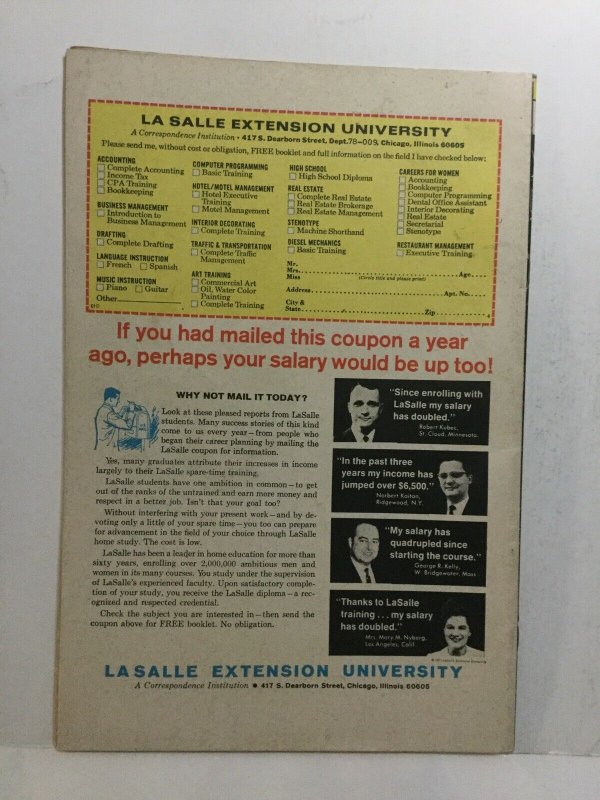 LA SALLE EXTENSION UNIVERSITY
A Correspondence Institution • 417 S. Dearborn Street, Dept. 78-009, Chicago, Illinois 60605
Please send me, without cost or obligation, FREE booklet and full information on the field I have checked below:
ACCOUNTING
Complete Accounting
Income Tax
CPA Training
Bookkeeping
BUSINESS MANAGEMENT
Introduction to
Business Management
DRAFTING
Complete Drafting
LANGUAGE INSTRUCTION
French Spanish
MUSIC INSTRUCTION
Piano Guitar
Other
COMPUTER PROGRAMMING
Basic Training
HOTEL/MOTEL MANAGEMENT
Hotel Executive
Training
Motel Management
INTERIOR DECORATING
Complete Training
TRAFFIC & TRANSPORTATION
Complete Traffic
Management
ART TRAINING
Commercial Art
Oil, Water Color
Painting
Complete Training
HIGH SCHOOL
High School Diploma
REAL ESTATE
Complete Real Estate
Real Estate Brokerage
Real Estate Management
STENOTYPE
Machine Shorthand
DIESEL MECHANICS
Basic Training
CAREERS FOR WOMEN
Accounting
Bookkeeping
Computer Programming
Dental Office Assistant
Interior Decorating
Real Estate
Secretarial
Stenotype
RESTAURANT MANAGEMENT
Executive Training
Mr.
Mrs.
Miss (Circle title and please print) Age
Address Apt. No.
City &
State Zip
If you had mailed this coupon a year
ago, perhaps your salary would be up too!
WHY NOT MAIL IT TODAY?
Look at these pleased reports from LaSalle
students. Many success stories of this kind
come to us every year—from people who
began their career planning by mailing the
LaSalle coupon for information.
Yes, many graduates attribute their increases in income
largely to their LaSalle spare-time training.
LaSalle students have one ambition in common—to get
out of the ranks of the untrained and earn more money and
respect in a better job. Isn't that your goal too?
Without interfering with your present work—and by de-
voting only a little of your spare time—you too can prepare
for advancement in the field of your choice through LaSalle
home study. The cost is low.
LaSalle has been a leader in home education for more than
sixty years, enrolling over 2,000,000 ambitious men and
women in its many courses. You study under the supervision
of LaSalle's experienced faculty. Upon satisfactory comple-
tion of your study, you receive the LaSalle diploma—a rec-
ognized and respected credential.
Check the subject you are interested in—then send the
coupon above for FREE booklet. No obligation.
"Since enrolling with
LaSalle my salary
has doubled."
Robert Kubec,
St. Cloud, Minnesota.
"In the past three
years my income has
jumped over $6,500."
Norbert Kaiton,
Ridgewood, N.Y.
"My salary has
quadrupled since
starting the course."
George R. Kelly,
W. Bridgewater, Mass
"Thanks to LaSalle
training . . . my salary
has doubled."
Mrs. Mary M. Nyberg,
Los Angeles, Calif.
LA SALLE EXTENSION UNIVERSITY
A Correspondence Institution • 417 S. Dearborn Street, Chicago, Illinois 60605